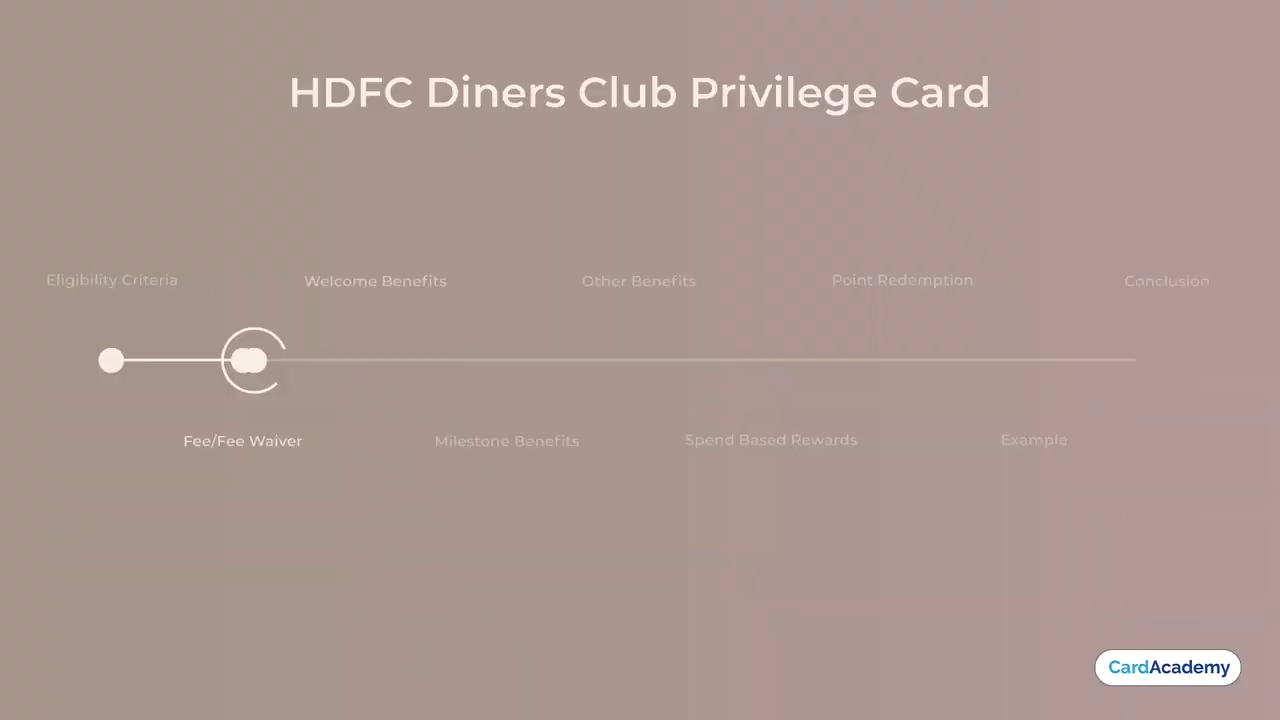 HDFC Diners Club Privilege Card
Eligibility Criteria
Welcome Benefits
Other Benefits
Point Redemption
Conclusion
Fee/Fee Waiver
Milestone Benefits
Spend Based Rewards
Example
CardAcademy